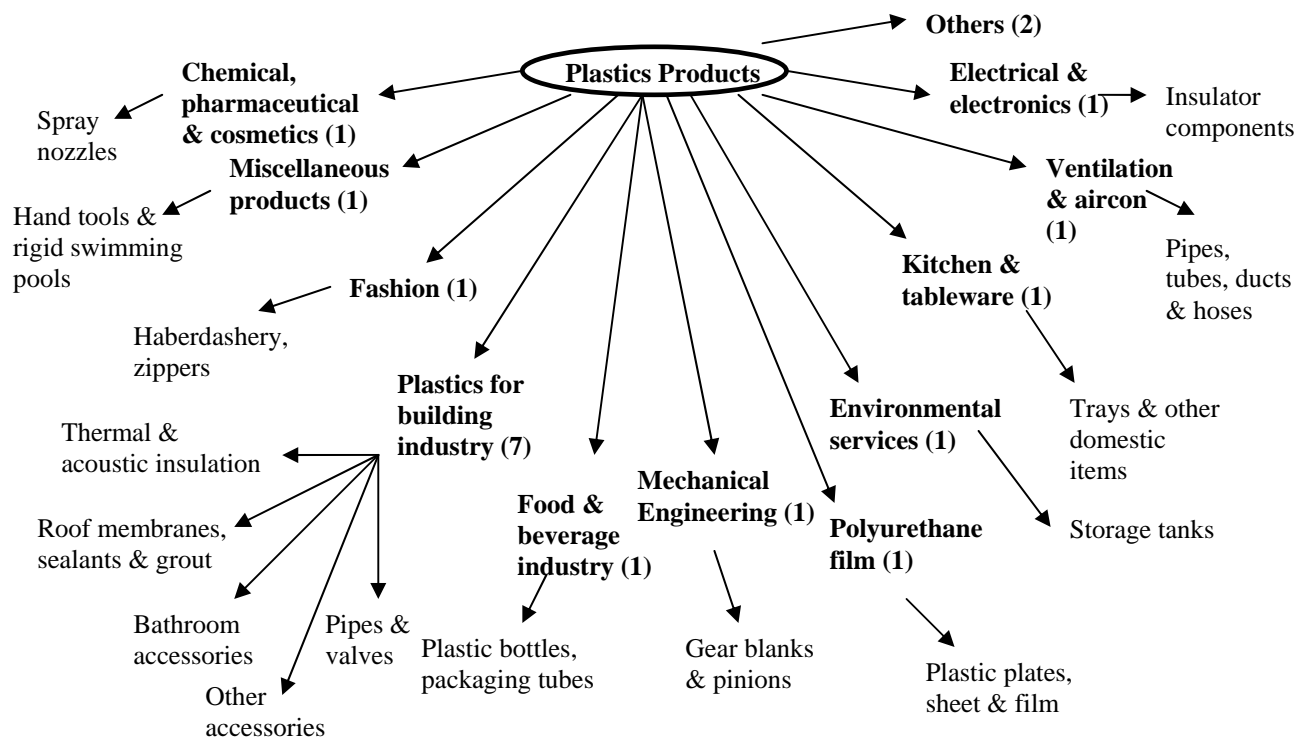 Others (2)
Plastics Products
Chemical,
pharmaceutical
& cosmetics (1)
Electrical &
electronics (1)
Insulator
components
Spray
nozzles
Miscellaneous
products (1)
Ventilation
& aircon
(1)
Hand tools &
rigid swimming
pools
Pipes,
tubes, ducts
& hoses
Kitchen &
tableware (1)
Fashion (1)
Haberdashery,
zippers
Plastics for
building
industry (7)
Environmental
services (1)
Trays & other
domestic
items
Thermal &
acoustic insulation
Mechanical
Engineering (1)
Food &
beverage
industry (1)
Polyurethane
film (1)
Storage tanks
Roof membranes,
sealants & grout
Bathroom
accessories
Pipes &
valves
Plastic bottles,
packaging tubes
Gear blanks
& pinions
Plastic plates,
sheet & film
Other
accessories